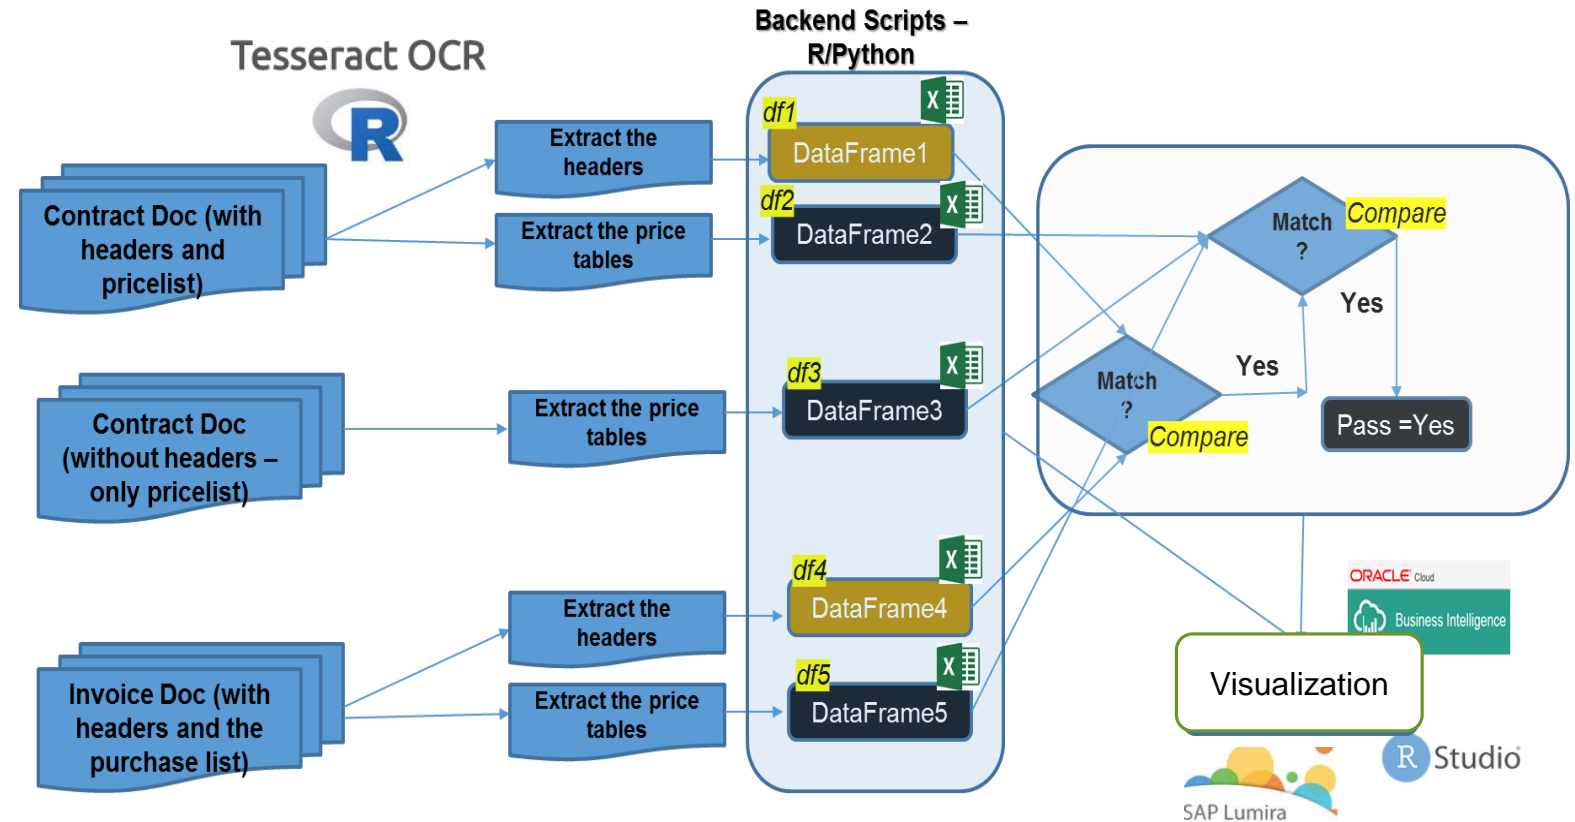 Backend Scripts –
R/Python
Tesseract OCR
R
Contract Doc (with
headers and
pricelist)
Extract the
headers
Extract the price
tables
df1
X
DataFrame1
df2
X
DataFrame2
Contract Doc
(without headers –
only pricelist)
Extract the price
tables
df3
X
DataFrame3
Invoice Doc (with
headers and the
purchase list)
Extract the
headers
Extract the price
tables
df4
X
DataFrame4
df5
X
DataFrame5
Match
?
Compare
Yes
Match
?
Compare
Yes
Pass =Yes
ORACLE Cloud
Business Intelligence
Visualization
R Studio
SAP Lumira